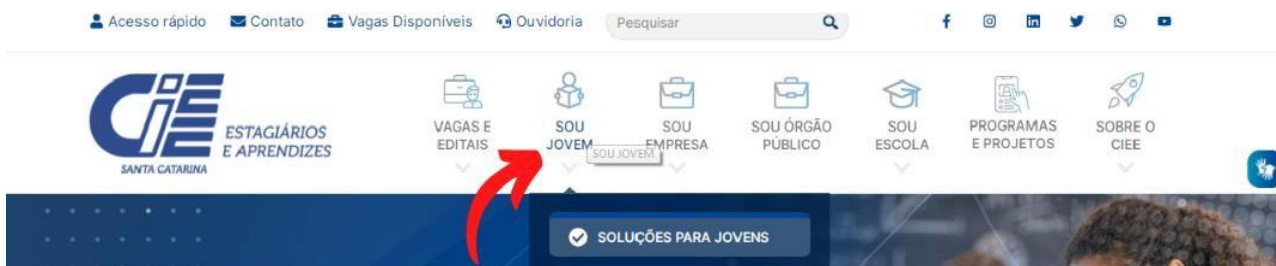 Acesso rápido Contato Vagas Disponíveis Ouvidoria Pesquisar
CIEE
ESTAGIÁRIOS
E APRENDIZES
SANTA CATARINA
VAGAS E
EDITAIS
SOU
JOVEM
SOU JOVEM
SOU
EMPRESA
SOU ÓRGÃO
PÚBLICO
SOU
ESCOLA
PROGRAMAS
E PROJETOS
SOBRE O
CIEE
SOLUÇÕES PARA JOVENS